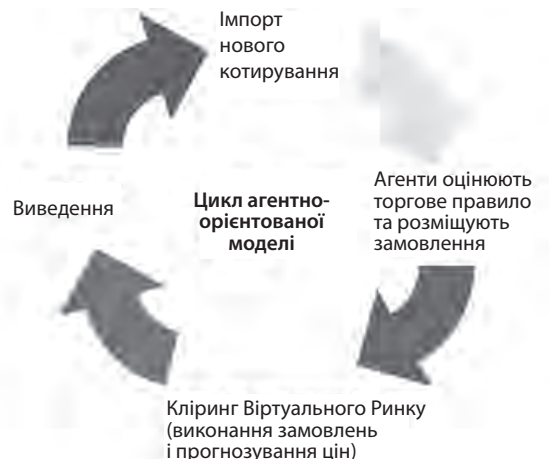 Імпорт
нового
котирування
Агенти оцінюють
торгове правило
та розміщують
замовлення
Цикл агентно-
орієнтованої
моделі
Виведення
Кліринг Віртуального Ринку
(виконання замовлень
і прогнозування цін)